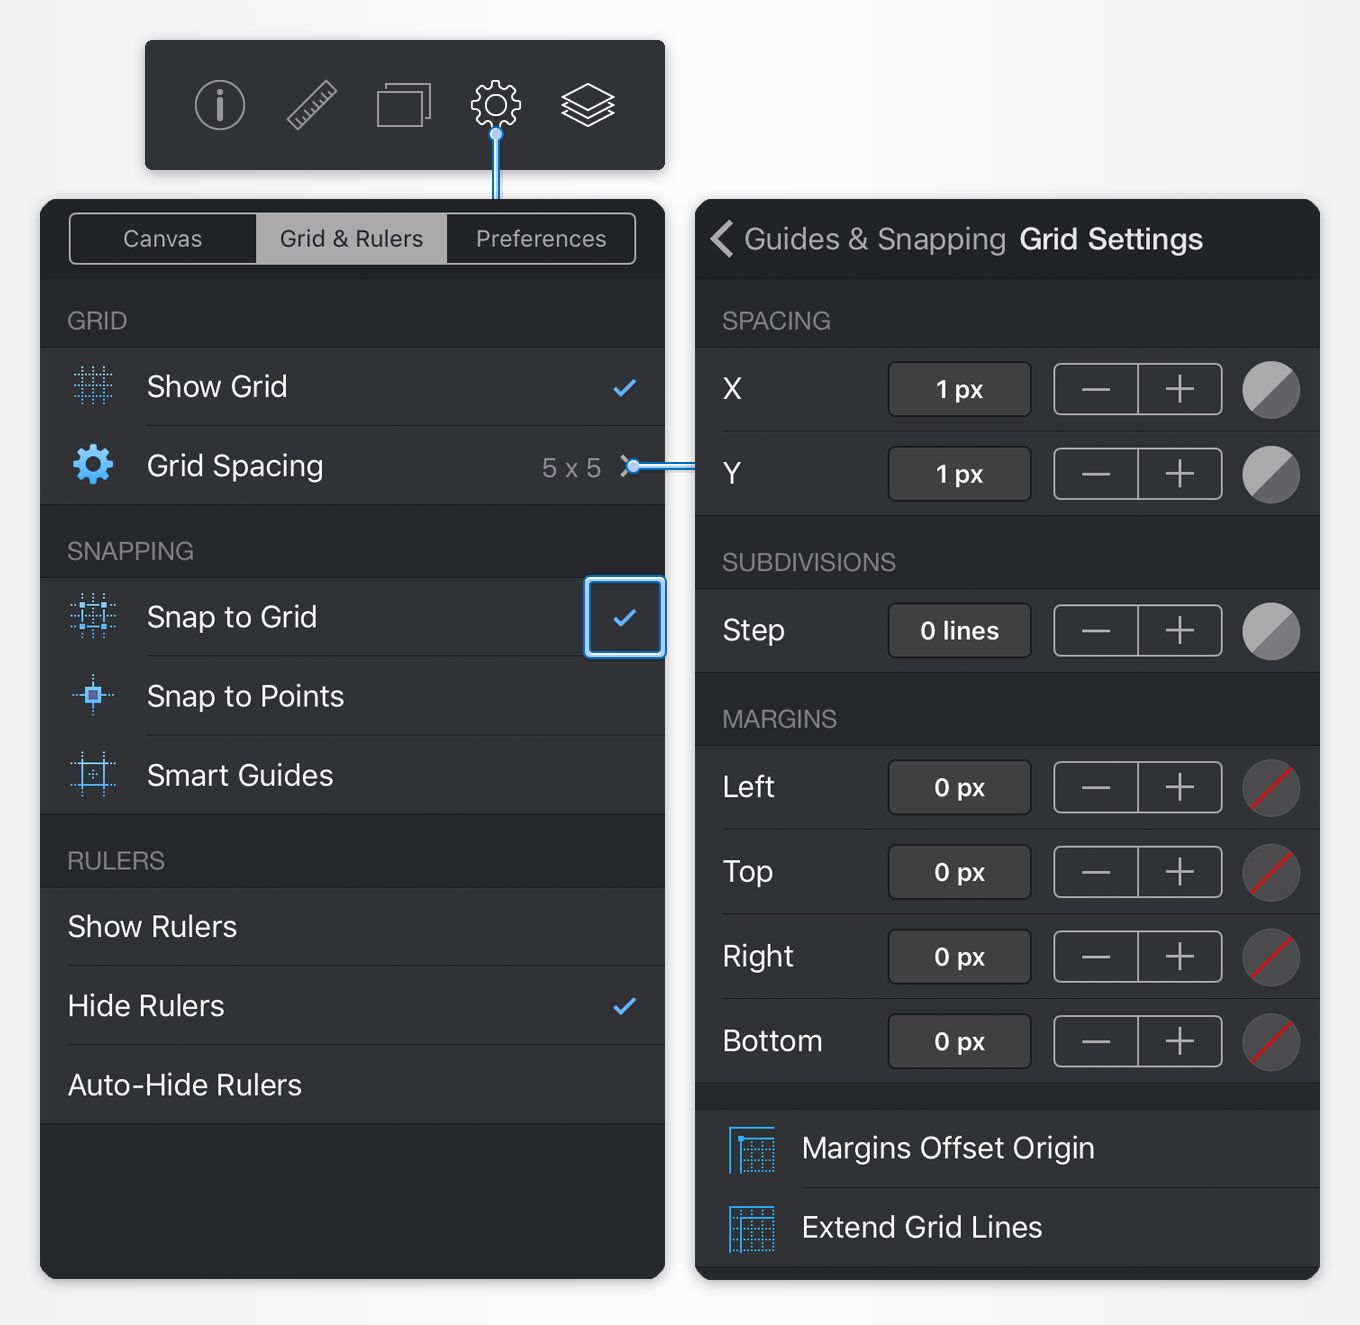 Canvas Grid & Rulers Preferences
GRID
Show Grid
Grid Spacing 5 x 5
SNAPPING
Snap to Grid
Snap to Points
Smart Guides
RULERS
Show Rulers
Hide Rulers
Auto-Hide Rulers
Guides & Snapping Grid Settings
SPACING
X 1 px
Y 1 px
SUBDIVISIONS
Step 0 lines
MARGINS
Left 0 px
Top 0 px
Right 0 px
Bottom 0 px
Margins Offset Origin
Extend Grid Lines